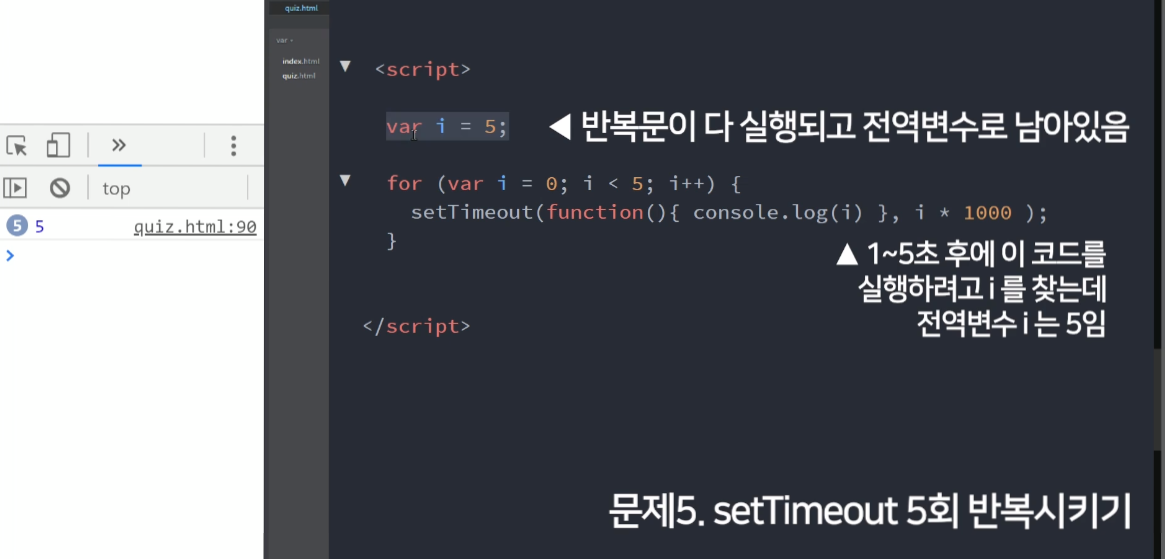 quiz.html
var -
index.html
quiz.html
<script>
var i = 5;
◀ 반복문이 다 실행되고 전역변수로 남아있음
for (var i = 0; i < 5; i++) {
setTimeout(function(){ console.log(i) }, i * 1000 );
}
▲ 1~5초 후에 이 코드를
실행하려고 i 를 찾는데
전역변수 i 는 5임
</script>
문제5. setTimeout 5회 반복시키기
top
5 5 quiz.html:90